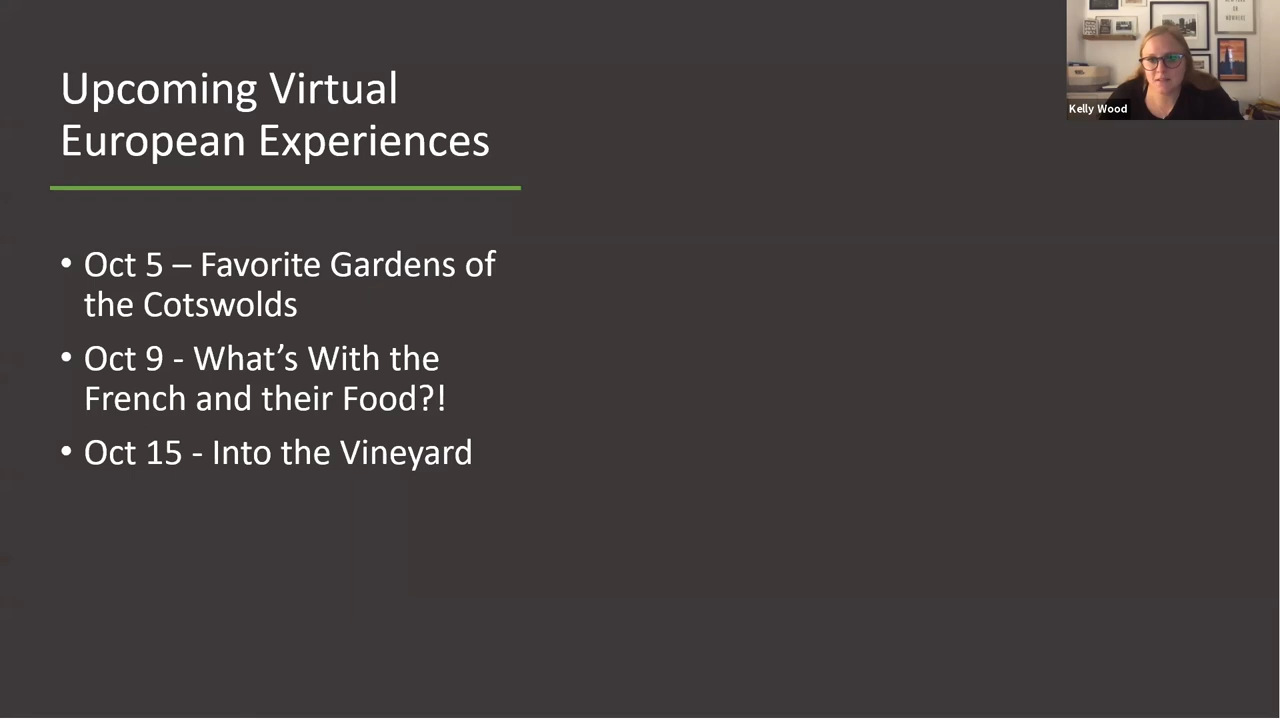 Upcoming Virtual
European Experiences
• Oct 5 – Favorite Gardens of
the Cotswolds
• Oct 9 - What’s With the
French and their Food?!
• Oct 15 - Into the Vineyard
Kelly Wood